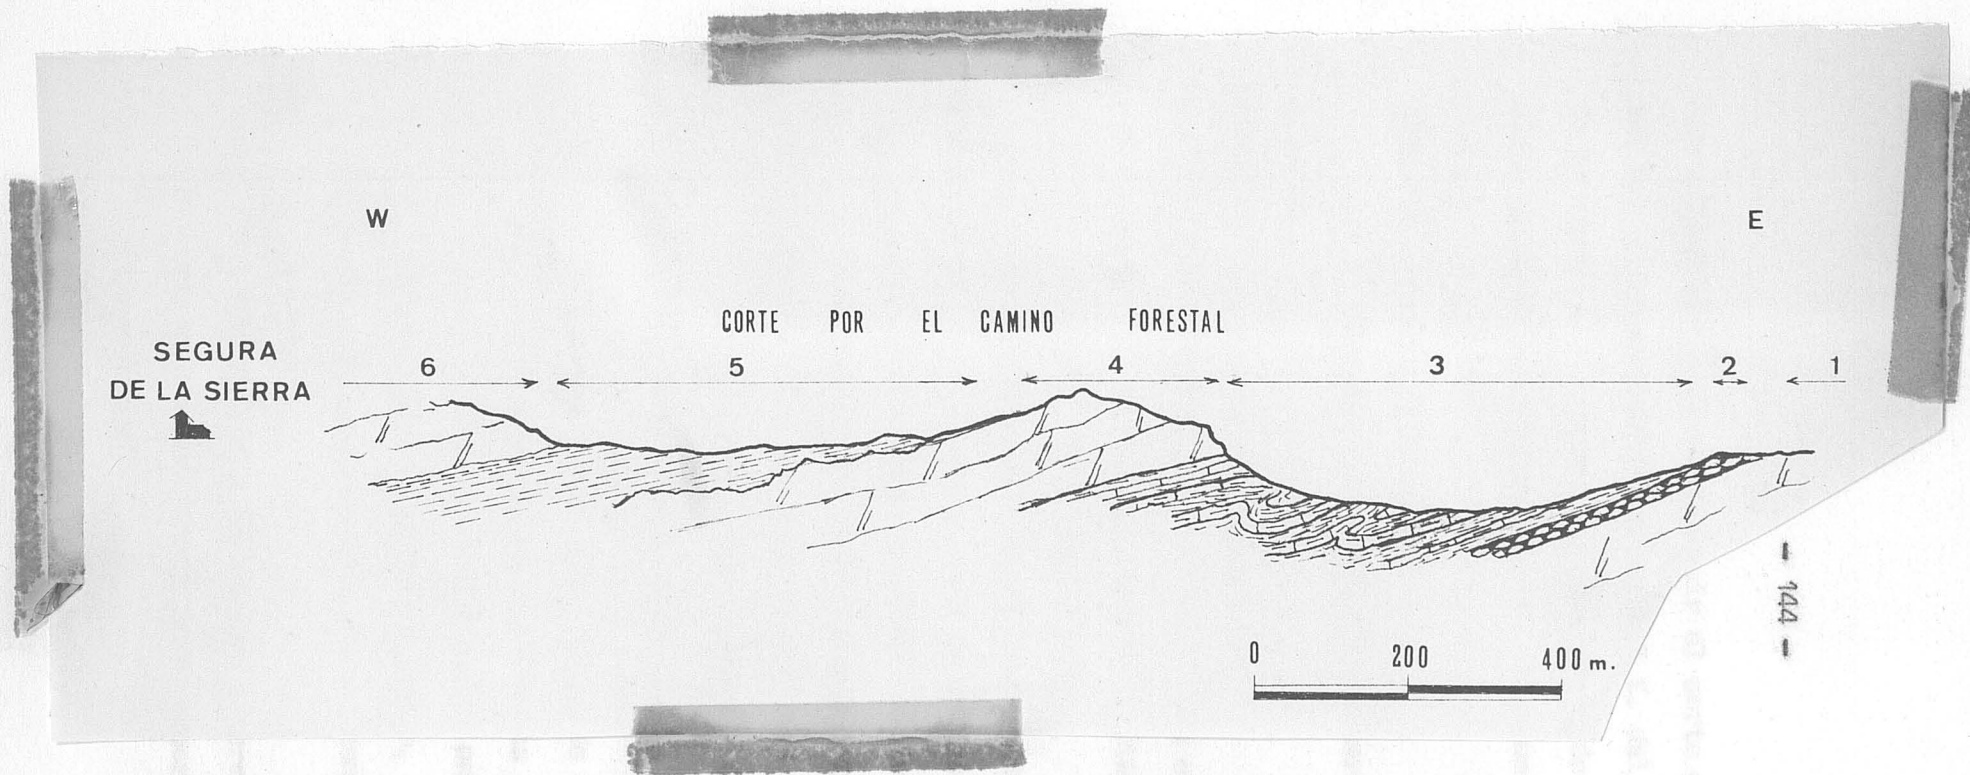 W E
CORTE POR EL CAMINO FORESTAL
SEGURA
DE LA SIERRA
6 5 4 3 2 1
0 200 400 m.
- 144 -